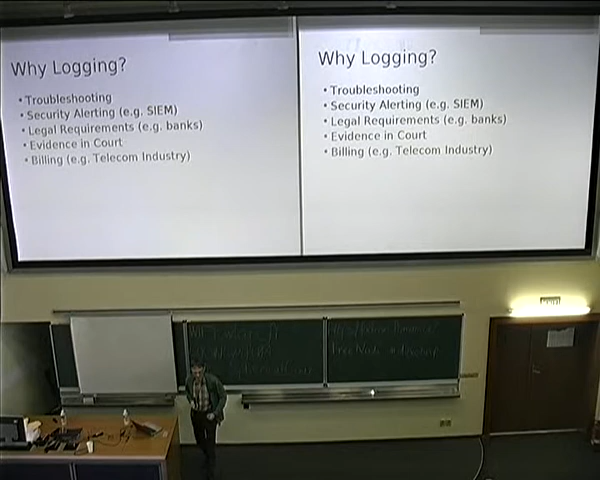 Why Logging?
• Troubleshooting
• Security Alerting (e.g. SIEM)
• Legal Requirements (e.g. banks)
• Evidence in Court
• Billing (e.g. Telecom Industry)
Why Logging?
• Troubleshooting
• Security Alerting (e.g. SIEM)
• Legal Requirements (e.g. banks)
• Evidence in Court
• Billing (e.g. Telecom Industry)